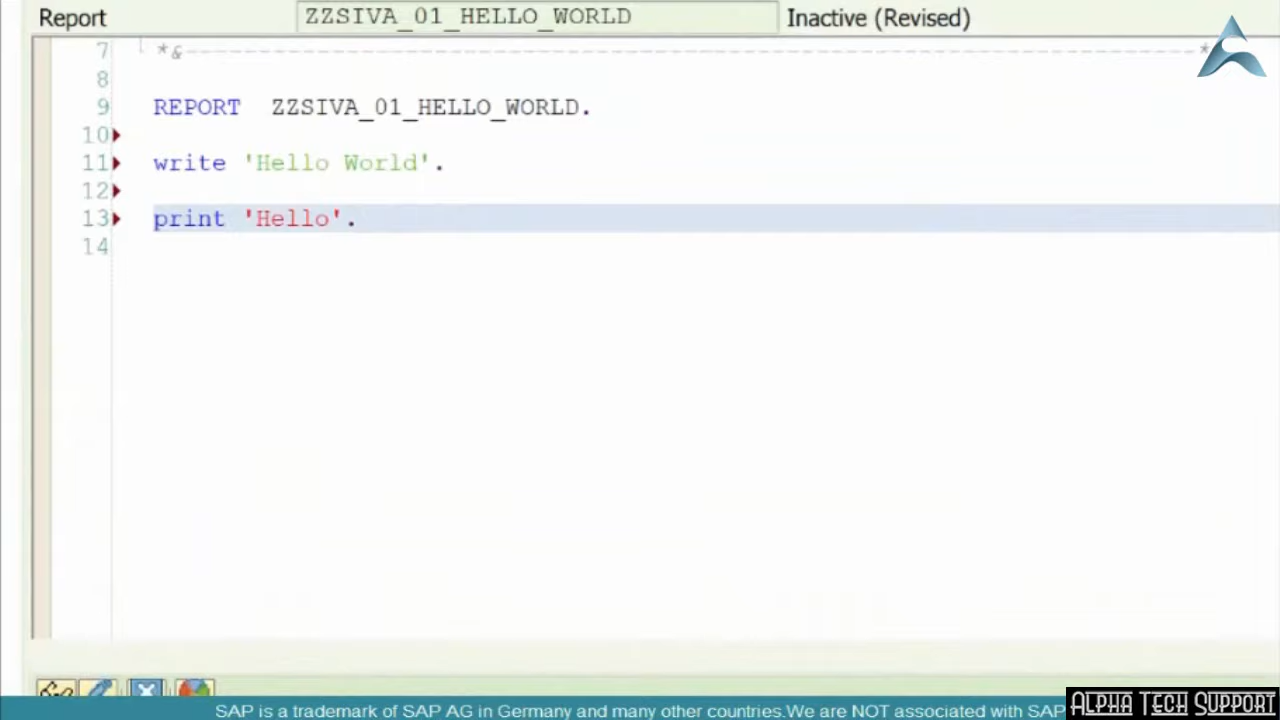 Report ZZSIVA_01_HELLO_WORLD Inactive (Revised)
7 *&---------------------------------------------------------------------*
8
9 REPORT  ZZSIVA_01_HELLO_WORLD.
10
11 write 'Hello World'.
12
13 print 'Hello'.
14
SAP is a trademark of SAP AG in Germany and many other countries.We are NOT associated with SAP
Alpha Tech Support